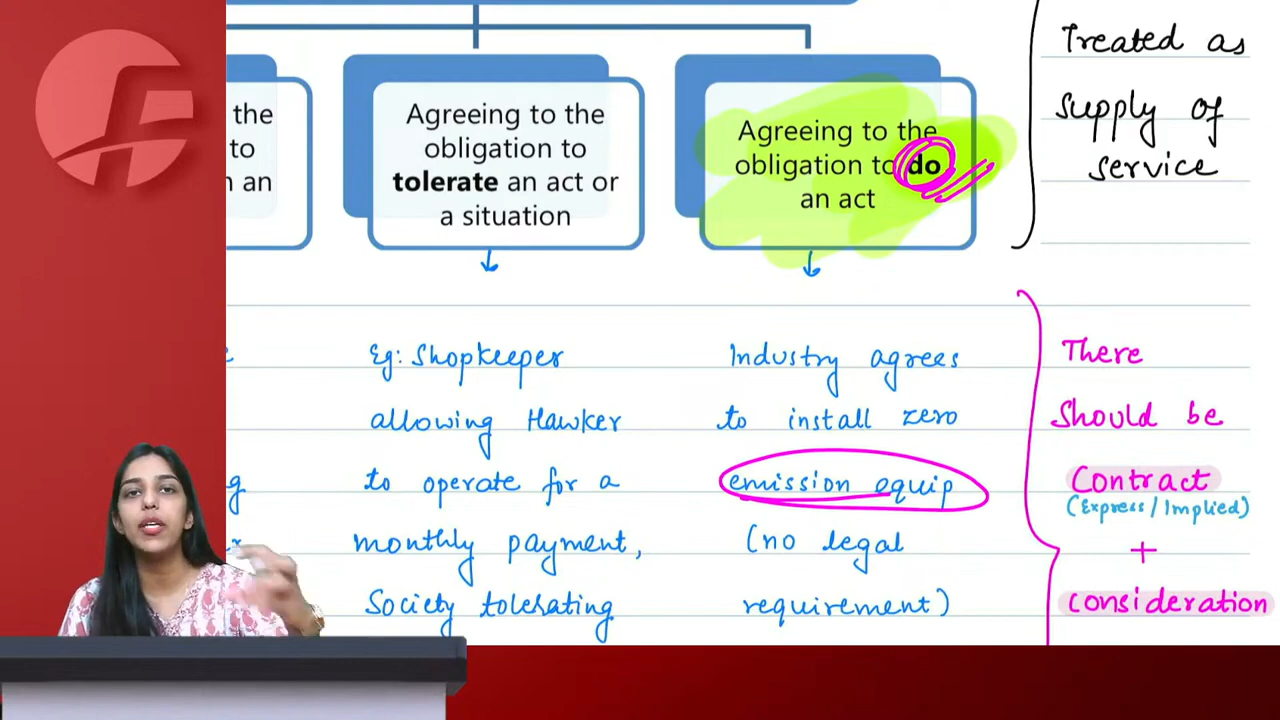 the
to
n an
Agreeing to the
obligation to
tolerate an act or
a situation
Agreeing to the
obligation to do
an act
Treated as
supply of
service
Eg: Shopkeeper
allowing Hawker
to operate for a
monthly payment,
Society tolerating
Industry agrees
to install zero
emission equip
(no legal
requirement)
There
Should be
Contract
(Express/Implied)
+
consideration